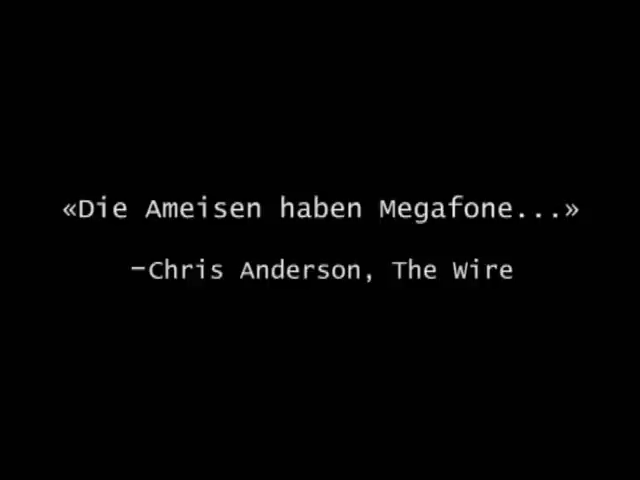 «Die Ameisen haben Megafone...»
–Chris Anderson, The Wire